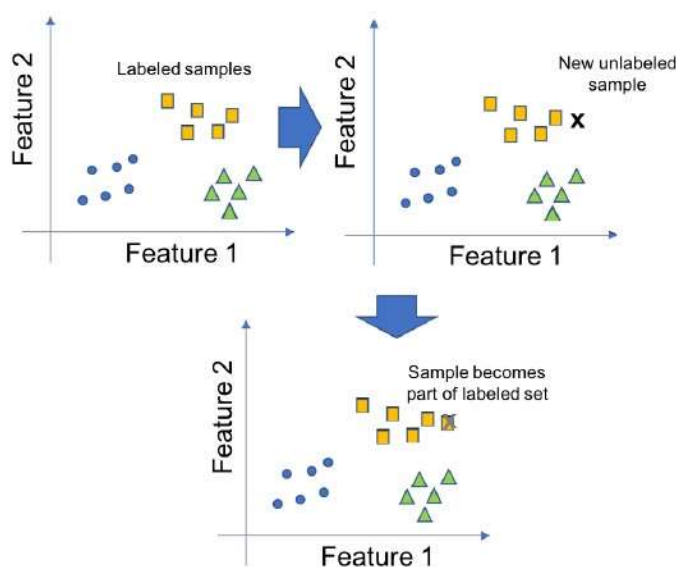 Feature 2
Labeled samples
Feature 1
Feature 2
New unlabeled
sample
x
Feature 1
Feature 2
Sample becomes
part of labeled set
x
Feature 1